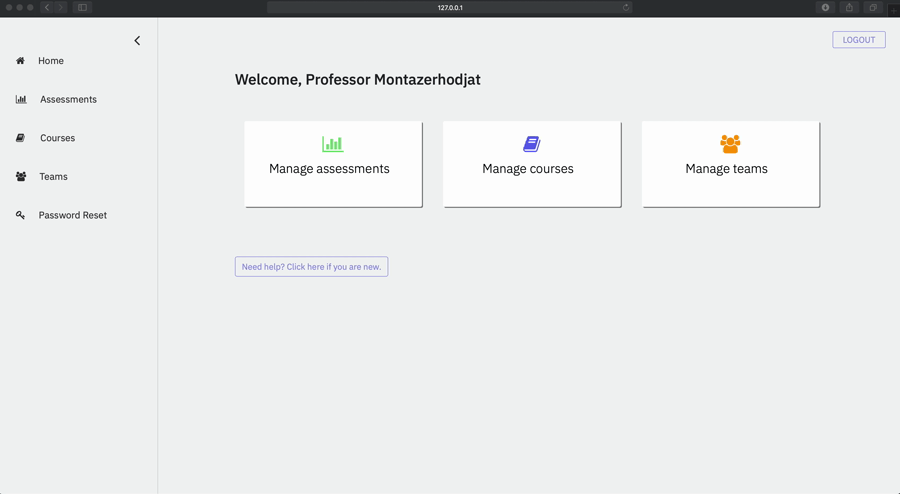 127.0.0.1
LOGOUT
Home
Assessments
Courses
Teams
Password Reset
Welcome, Professor Montazerhodjat
Manage assessments
Manage courses
Manage teams
Need help? Click here if you are new.